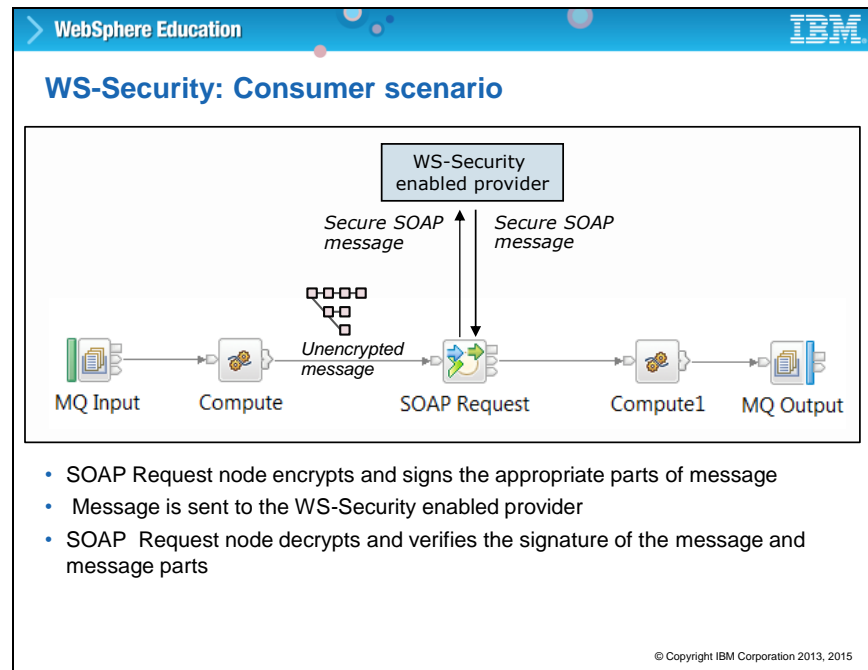 WebSphere Education
IBM
WS-Security: Consumer scenario
WS-Security
enabled provider
Secure SOAP
message
Secure SOAP
message
Unencrypted
message
MQ Input
Compute
SOAP Request
Compute1
MQ Output
• SOAP Request node encrypts and signs the appropriate parts of message
• Message is sent to the WS-Security enabled provider
• SOAP Request node decrypts and verifies the signature of the message and
message parts
© Copyright IBM Corporation 2013, 2015